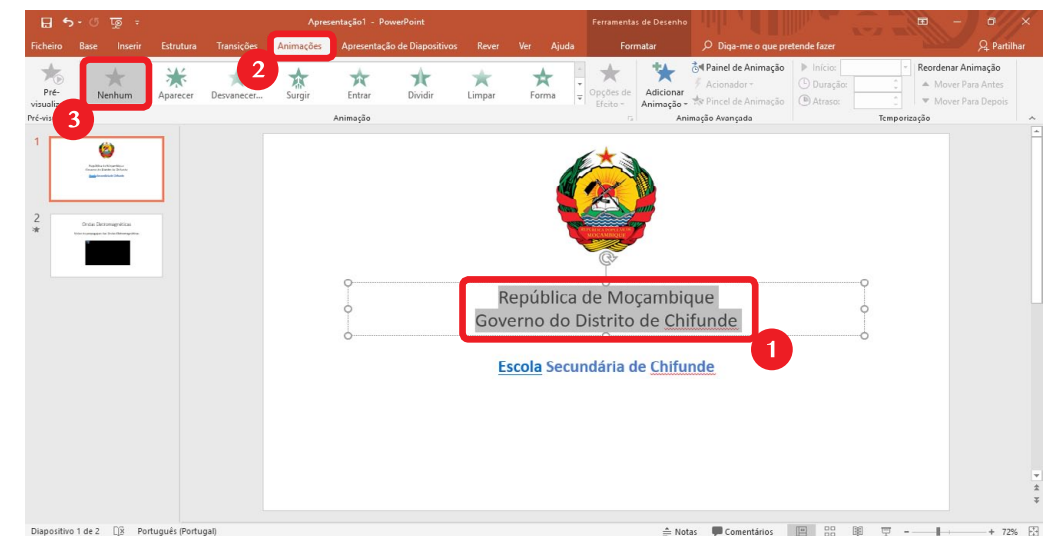 Apresentação1 - PowerPoint
Ferramentas de Desenho
Ficheiro Base Inserir Estrutura Transições Animações Apresentação de Diapositivos Rever Ver Ajuda Formatar Diga-me o que pretende fazer Partilhar
2
Pré-
Nenhum Aparecer Desvanecer... Surgir Entrar Dividir Limpar Forma
Opções de
Efeito
Adicionar
Animação
Painel de Animação
Acionador
Pincel de Animação
Início:
Duração:
Atraso:
Reordenar Animação
Mover Para Antes
Mover Para Depois
3
Animação Animação Avançada Temporização
1
2
Ondas Eletromagnéticas
República de Moçambique
Governo do Distrito de Chifunde
1
Escola Secundária de Chifunde
Diapositivo 1 de 2 Português (Portugal) Notas Comentários 72%